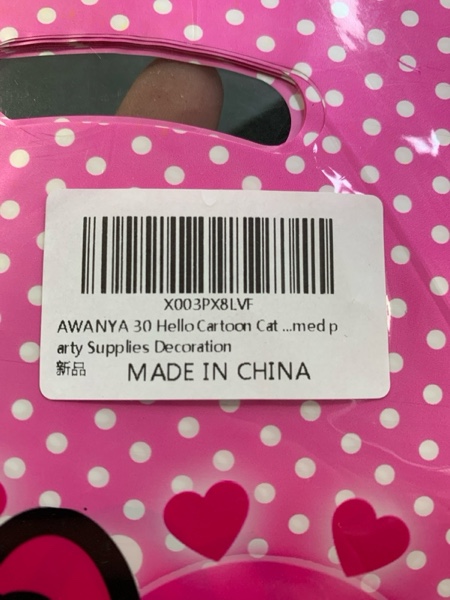 X003PX8LVF
AWANYA 30 Hello Cartoon Cat ...med p
arty Supplies Decoration
新品
MADE IN CHINA